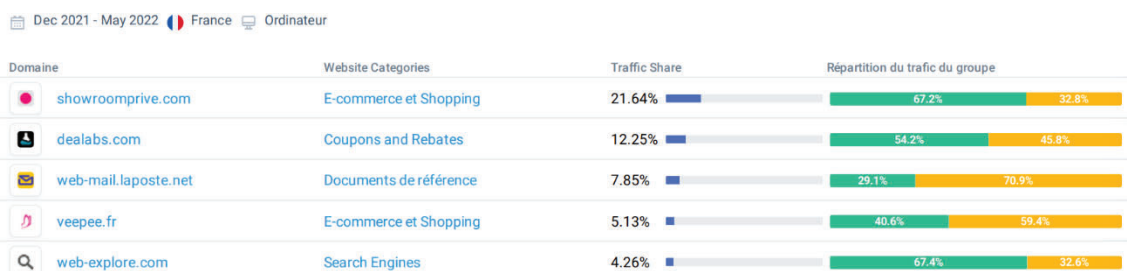 Dec 2021 - May 2022 France Ordinateur
Domaine Website Categories Traffic Share Répartition du trafic du groupe
showroomprive.com E-commerce et Shopping 21.64% 67.2% 32.8%
dealabs.com Coupons and Rebates 12.25% 54.2% 45.8%
web-mail.laposte.net Documents de référence 7.85% 29.1% 70.9%
veepee.fr E-commerce et Shopping 5.13% 40.6% 59.4%
web-explore.com Search Engines 4.26% 67.4% 32.6%